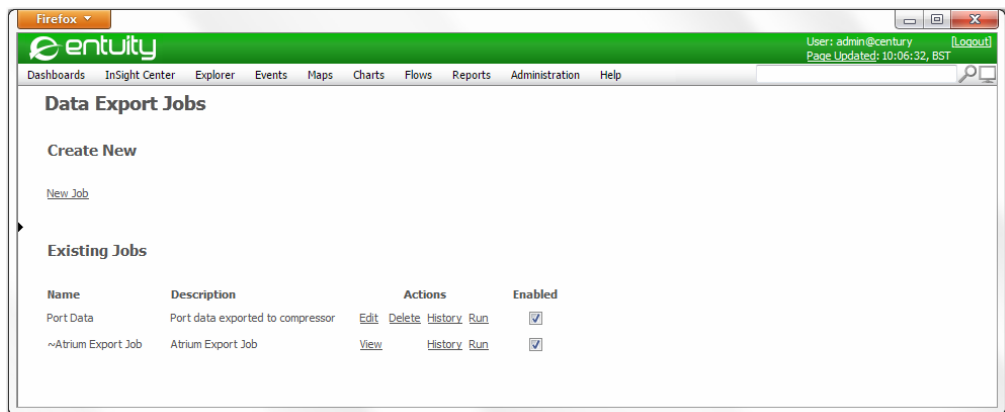 Firefox
entuity
User: admin@century [Logout]
Page Updated: 10:06:32, BST
Dashboards InSight Center Explorer Events Maps Charts Flows Reports Administration Help
Data Export Jobs
Create New
New Job
Existing Jobs
Name Description Actions Enabled
Port Data Port data exported to compressor Edit Delete History Run
~Atrium Export Job Atrium Export Job View History Run